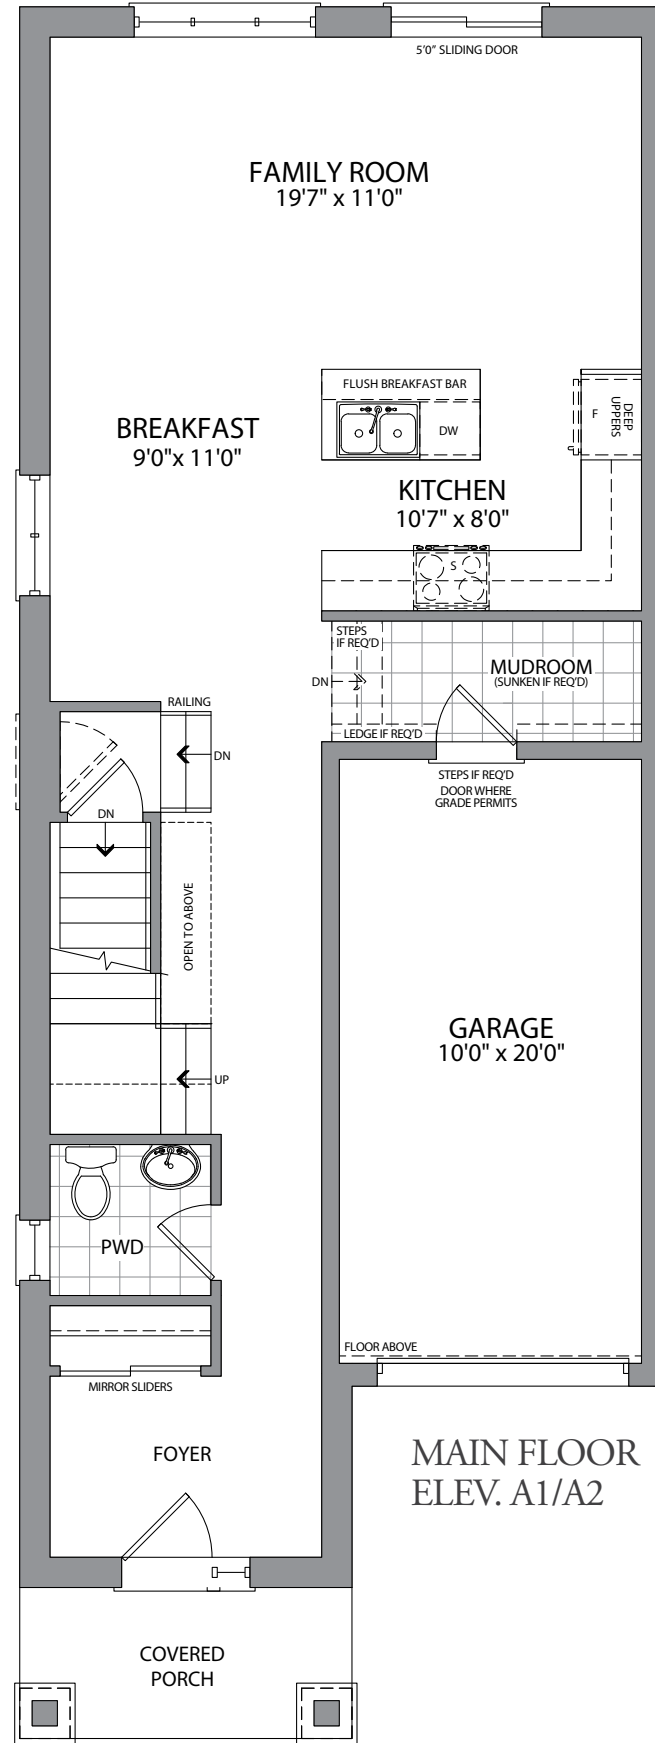 5'0" SLIDING DOOR
FAMILY ROOM
19'7" x 11'0"
FLUSH BREAKFAST BAR
DW
F
DEEP
UPPERS
BREAKFAST
9'0"x 11'0"
KITCHEN
10'7" x 8'0"
S
STEPS
IF REQ'D
MUDROOM
(SUNKEN IF REQ'D)
DN
LEDGE IF REQ'D
RAILING
DN
STEPS IF REQ'D
DOOR WHERE
GRADE PERMITS
DN
OPEN TO ABOVE
GARAGE
10'0" x 20'0"
UP
PWD
FLOOR ABOVE
MIRROR SLIDERS
FOYER
MAIN FLOOR
ELEV. A1/A2
COVERED
PORCH